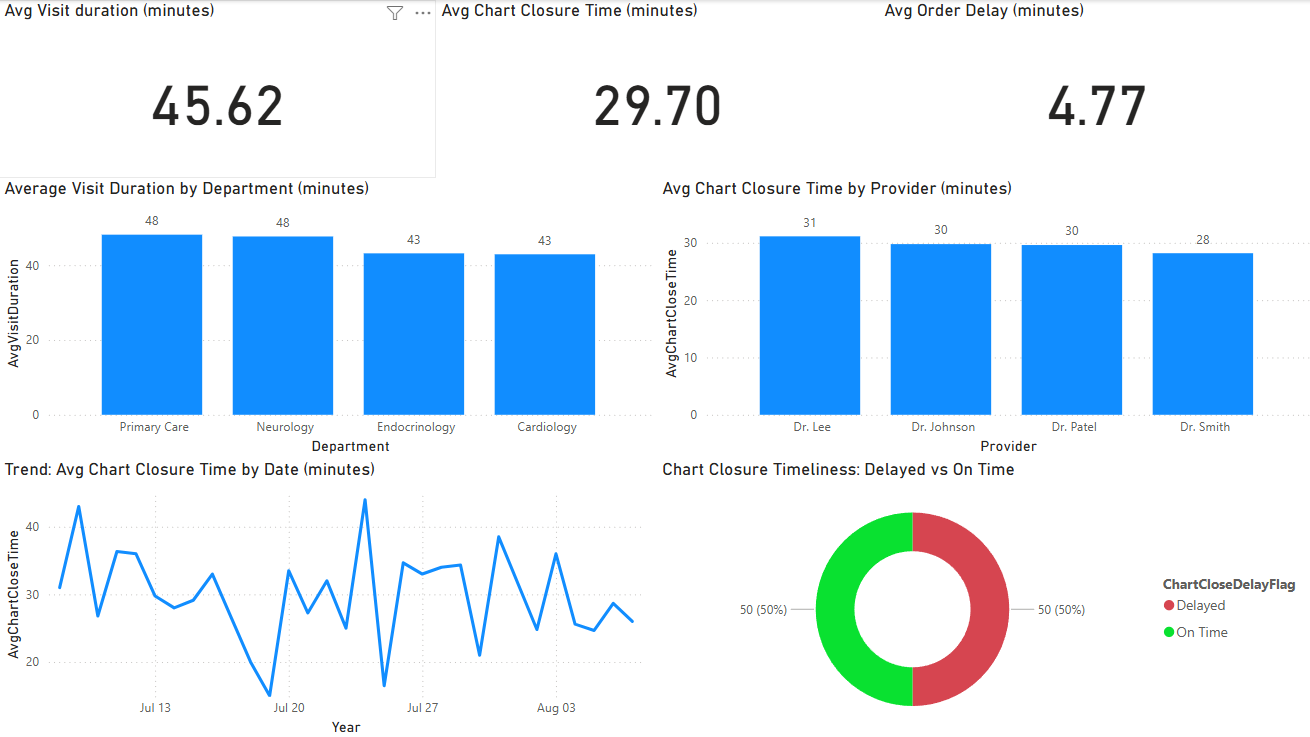 Avg Visit duration (minutes)
Avg Chart Closure Time (minutes)
Avg Order Delay (minutes)
45.62
29.70
4.77
Average Visit Duration by Department (minutes)
AvgVisitDuration
40
20
0
48
48
43
43
Primary Care
Neurology
Endocrinology
Cardiology
Department
Avg Chart Closure Time by Provider (minutes)
AvgChartCloseTime
30
20
10
0
31
30
30
28
Dr. Lee
Dr. Johnson
Dr. Patel
Dr. Smith
Provider
Trend: Avg Chart Closure Time by Date (minutes)
AvgChartCloseTime
40
30
20
Jul 13
Jul 20
Jul 27
Aug 03
Year
Chart Closure Timeliness: Delayed vs On Time
50 (50%)
50 (50%)
ChartCloseDelayFlag
Delayed
On Time